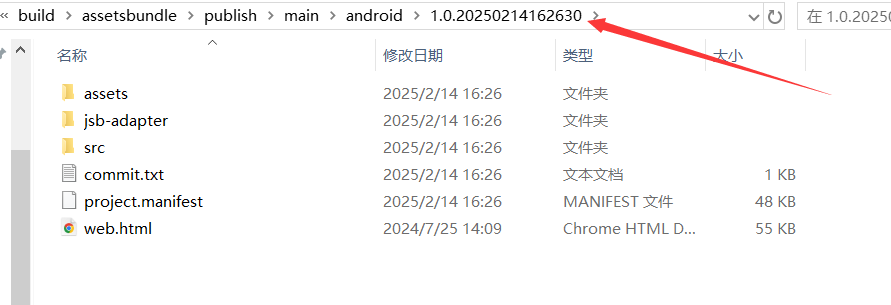 « build › assetsbundle › publish › main › android › 1.0.20250214162630 › 在 1.0.20250
名称 修改日期 类型 大小
assets 2025/2/14 16:26 文件夹
jsb-adapter 2025/2/14 16:26 文件夹
src 2025/2/14 16:26 文件夹
commit.txt 2025/2/14 16:26 文本文档 1 KB
project.manifest 2025/2/14 16:26 MANIFEST 文件 48 KB
web.html 2024/7/25 14:09 Chrome HTML D... 55 KB